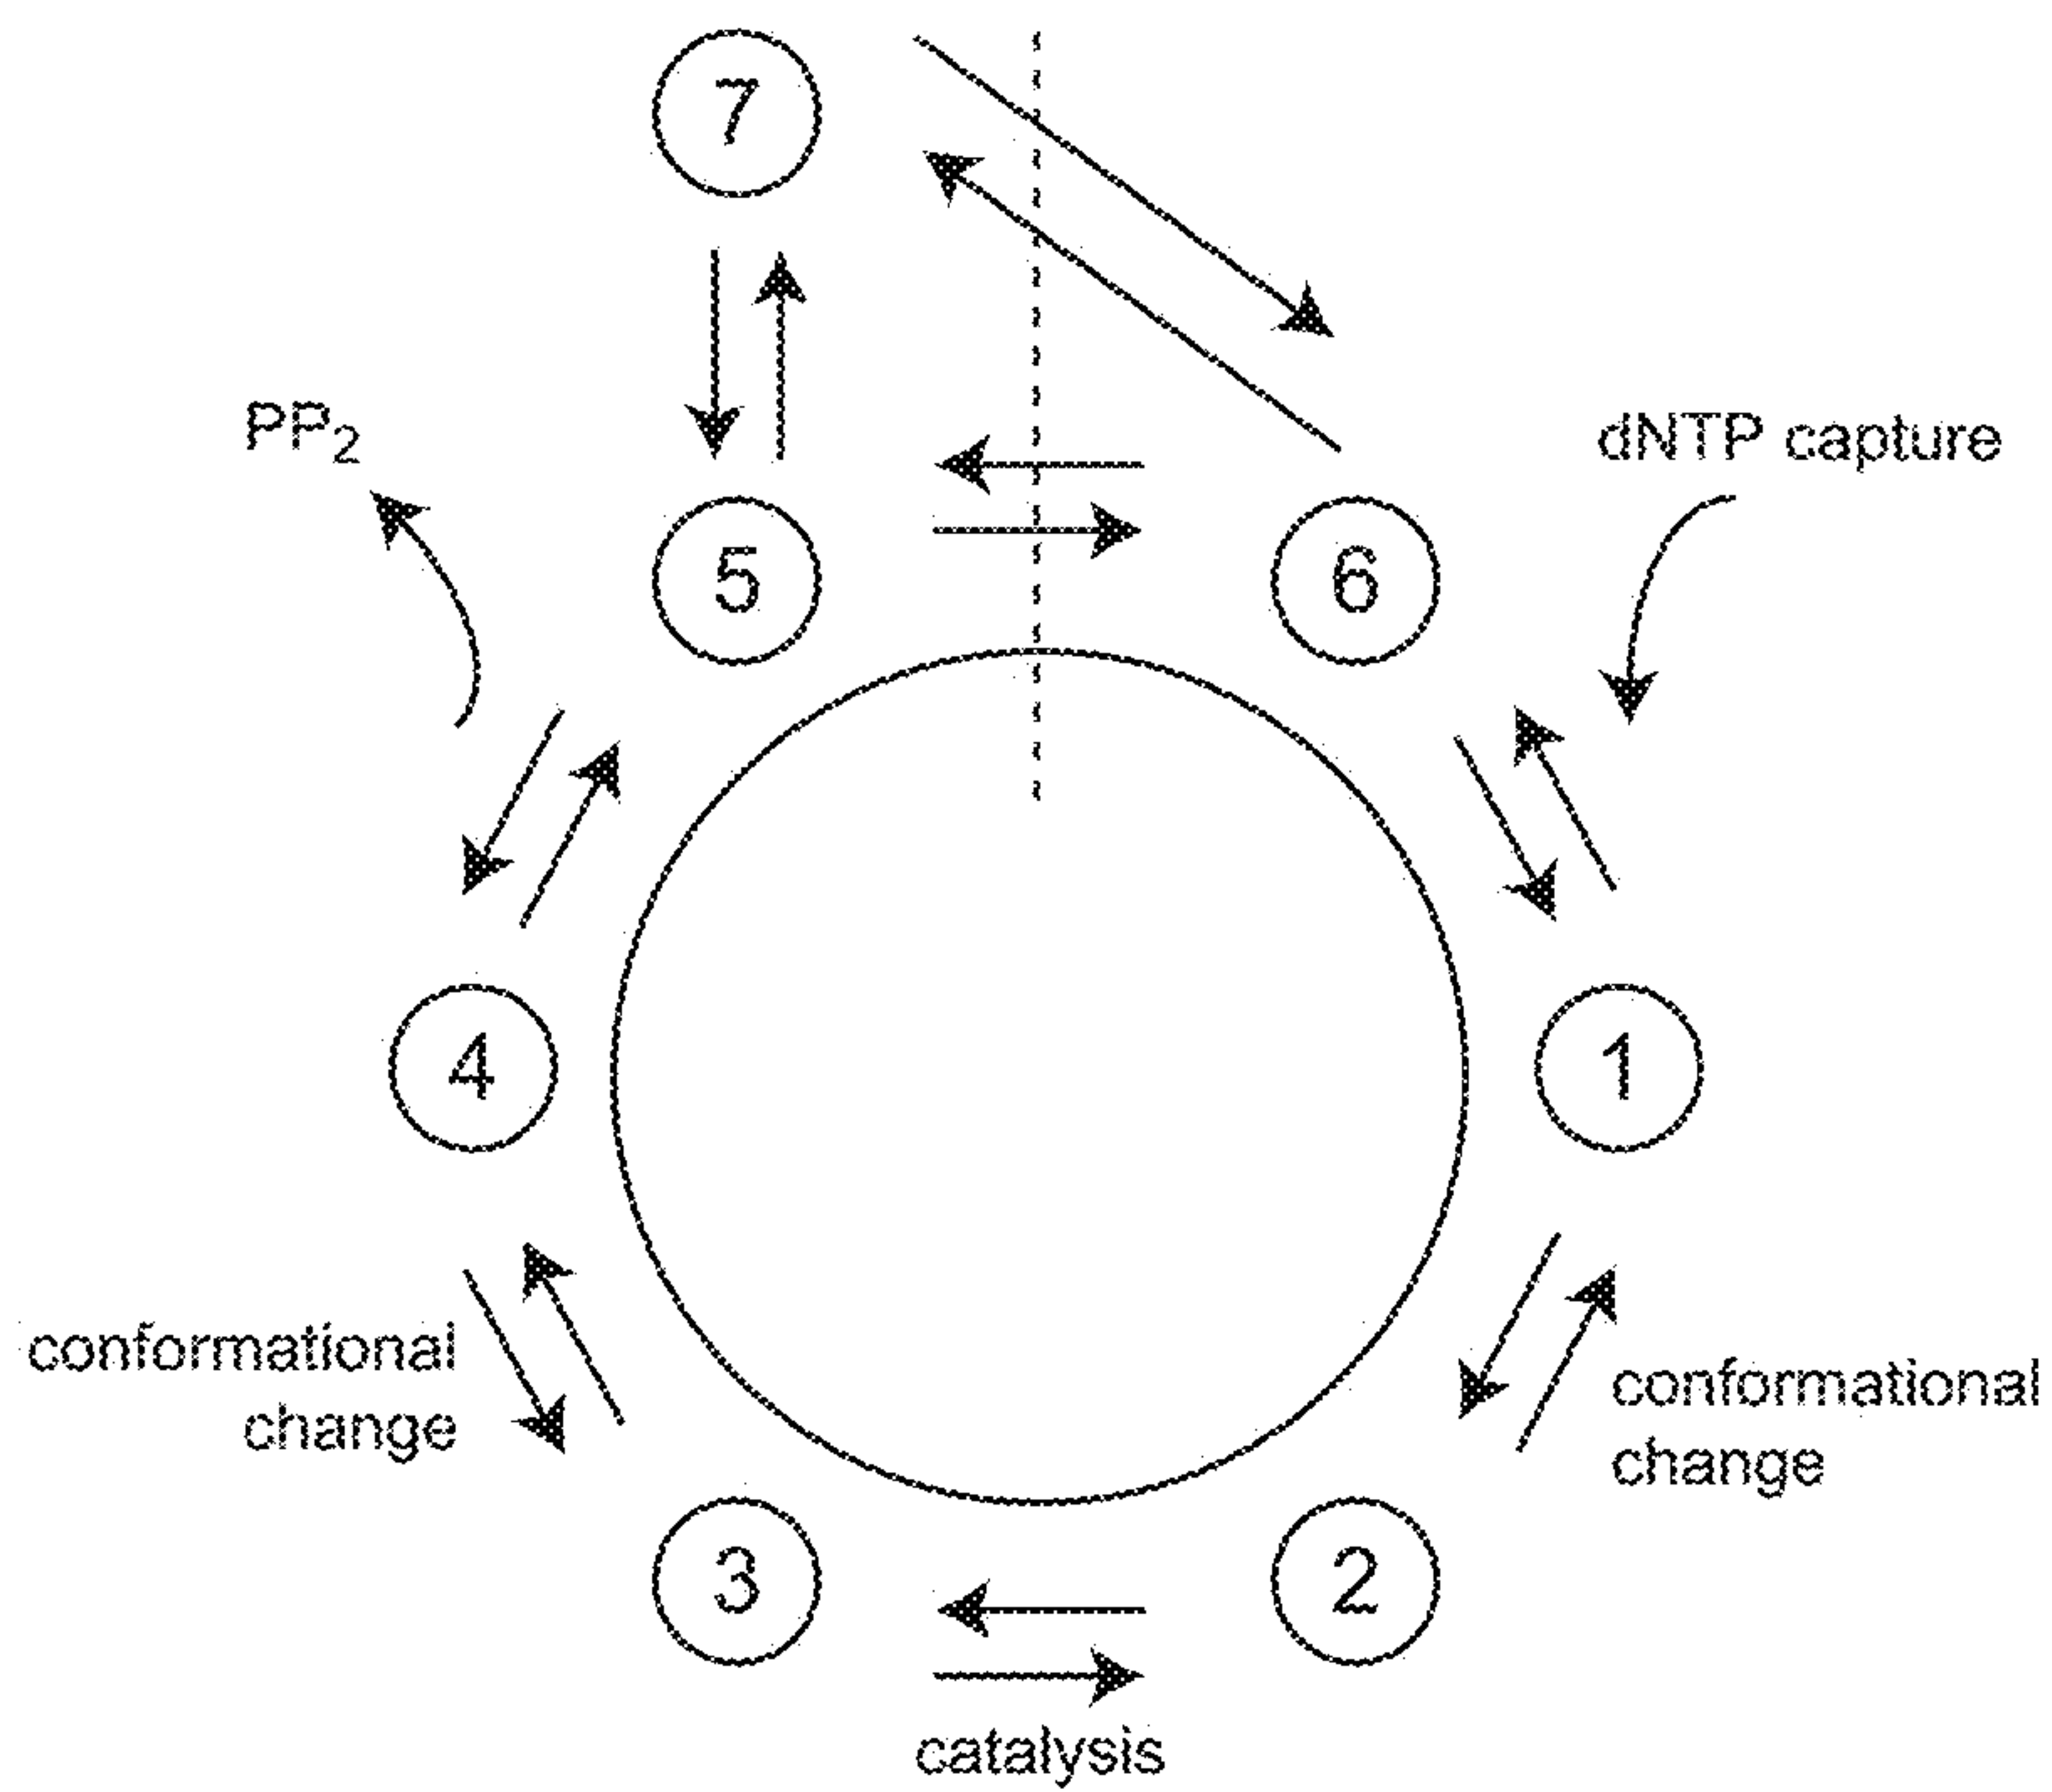 7
PP2
dNTP capture
5
6
4
1
conformational
change
conformational
change
3
2
catalysis